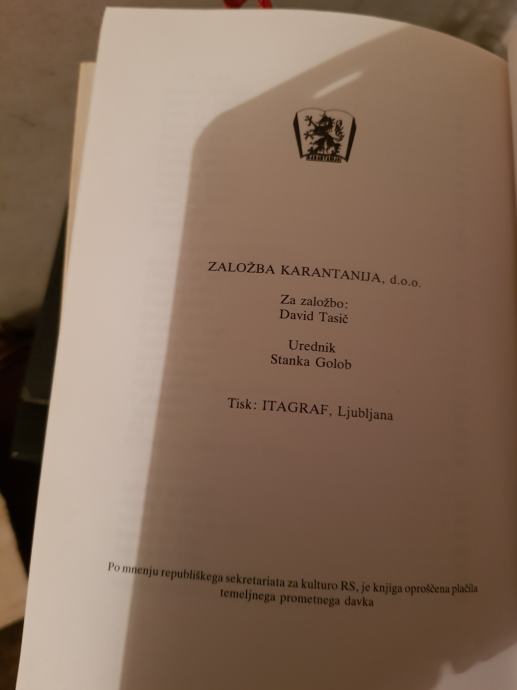 KARANTANIJA
ZALOŽBA KARANTANIJA, d.o.o.
Za založbo:
David Tasič
Urednik
Stanka Golob
Tisk: ITAGRAF, Ljubljana
Po mnenju republiškega sekretariata za kulturo RS, je knjiga oproščena plačila
temeljnega prometnega davka